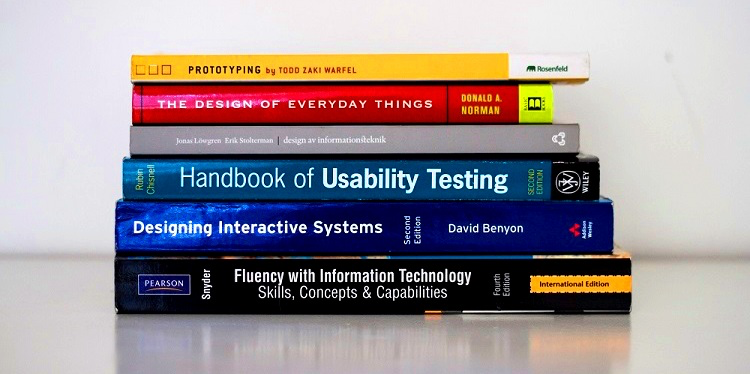 PROTOTYPING by TODD ZAKI WARFEL Rosenfeld
THE DESIGN OF EVERYDAY THINGS DONALD A. NORMAN
Jonas Löwgren Erik Stolterman | design av informationsteknik
Rubin Chisnell Handbook of Usability Testing SECOND EDITION WILEY
Designing Interactive Systems Second Edition David Benyon Addison Wesley
PEARSON Snyder Fluency with Information Technology
Skills, Concepts & Capabilities Fourth Edition International Edition